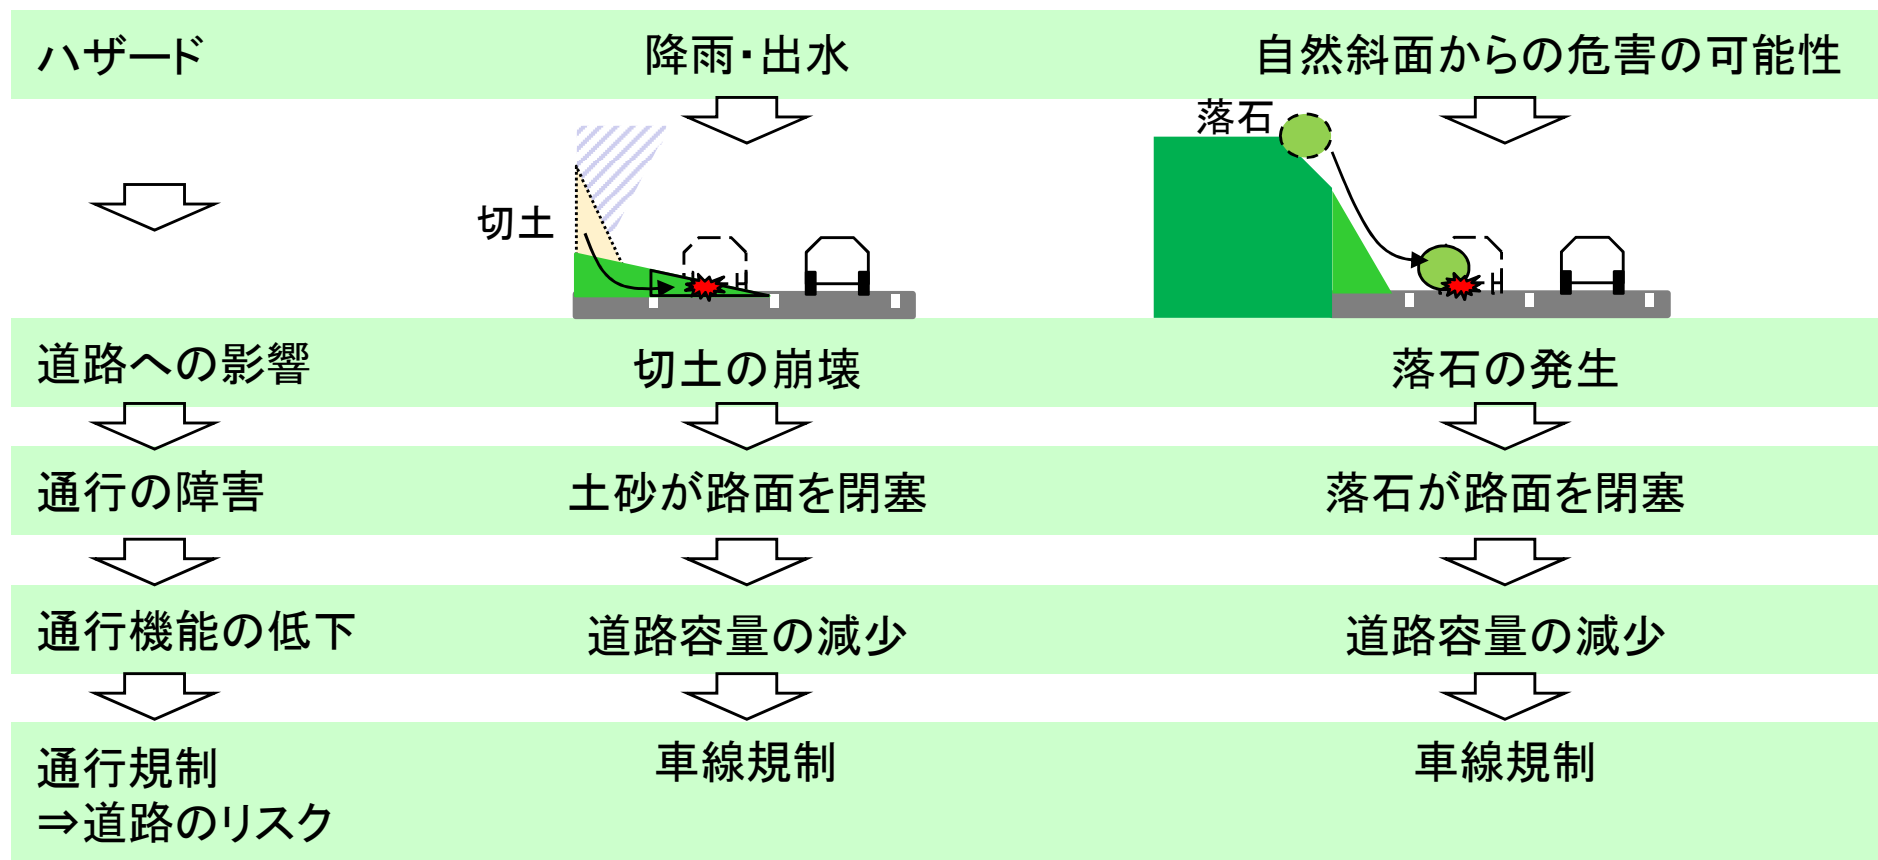 ハザード
降雨・出水
自然斜面からの危害の可能性
落石
切土
道路への影響
切土の崩壊
落石の発生
通行の障害
土砂が路面を閉塞
落石が路面を閉塞
通行機能の低下
道路容量の減少
道路容量の減少
通行規制
⇒道路のリスク
車線規制
車線規制